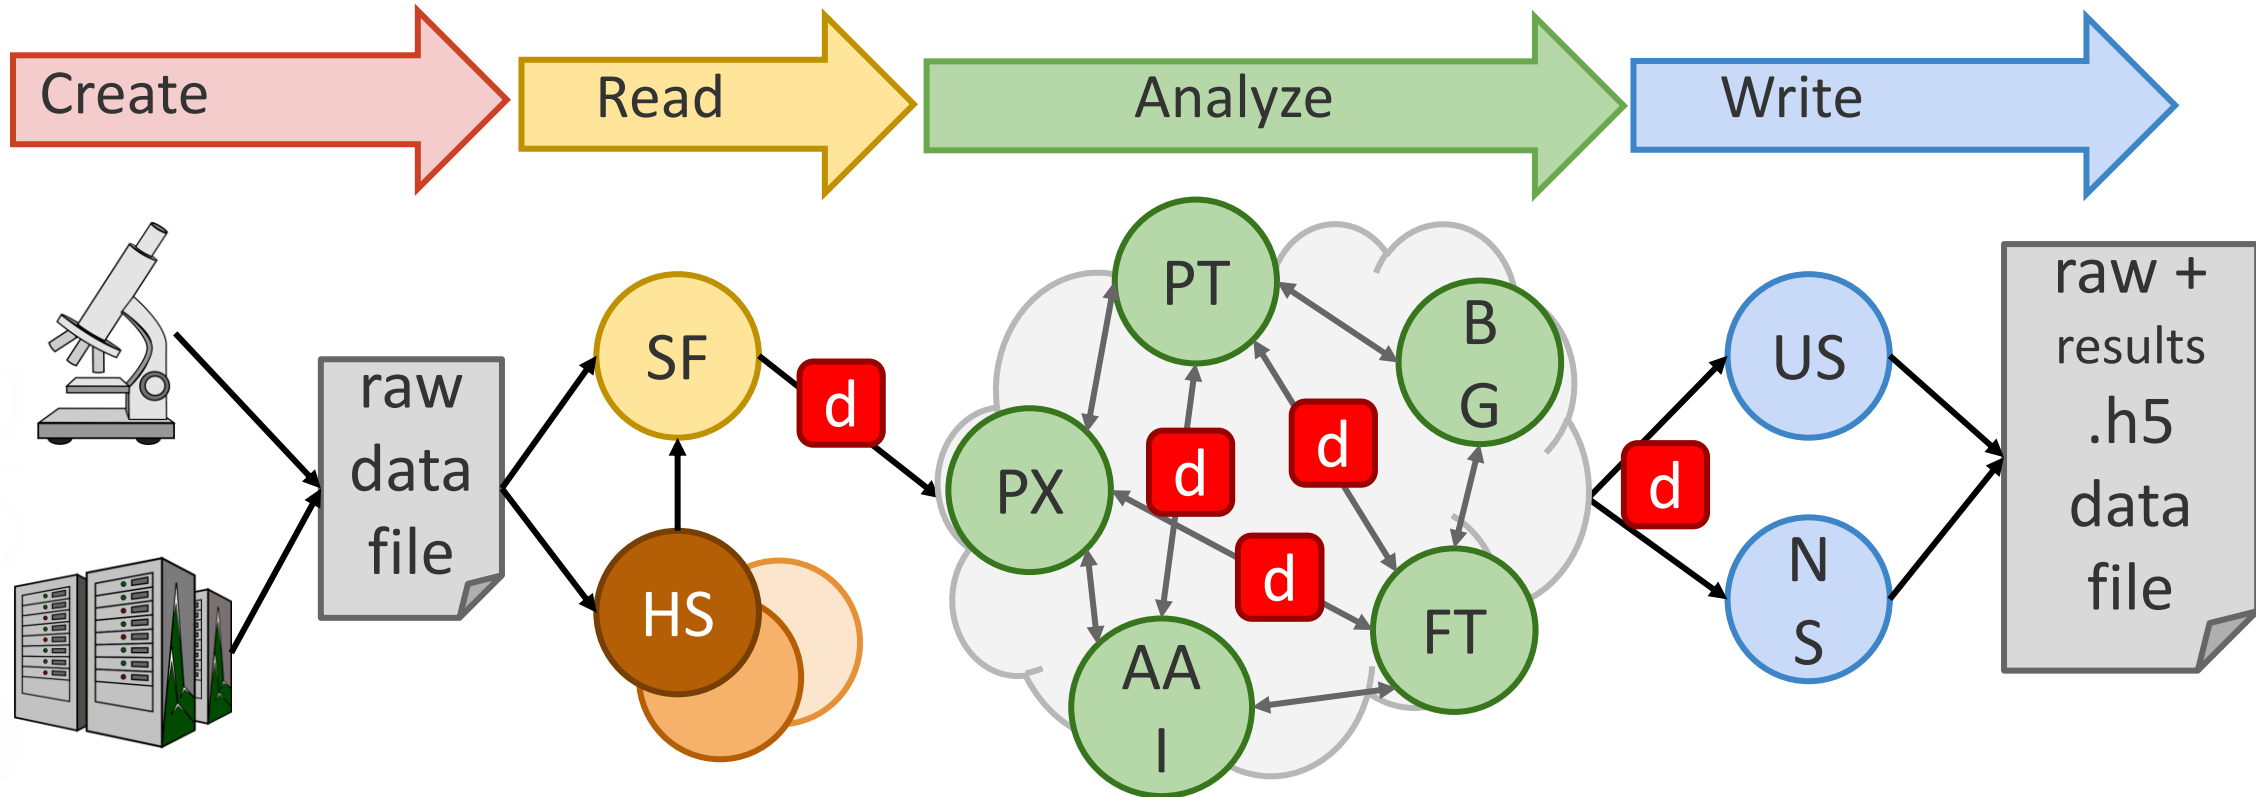 Create
Read
Analyze
Write
raw
data
file
SF
HS
d
PT
B
G
PX
d
d
d
AA
I
FT
d
US
N
S
raw +
results
.h5
data
file